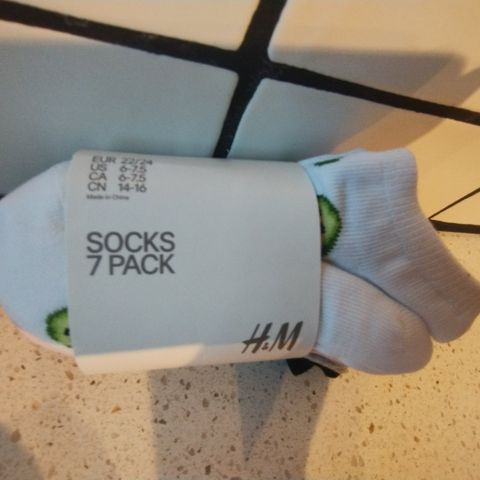 EUR 22/24
US 6-7.5
CA 6-7.5
CN 14-16
Made in China
SOCKS
7 PACK
H&M